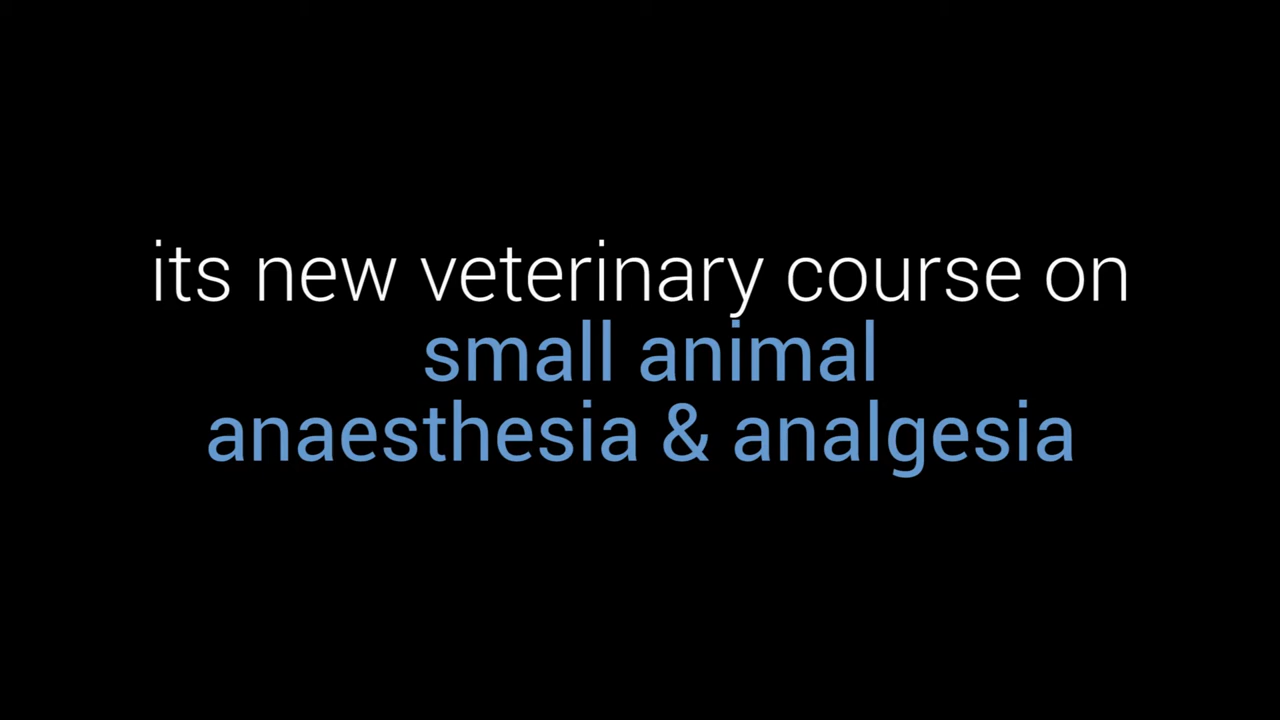 its new veterinary course on
small animal
anaesthesia & analgesia